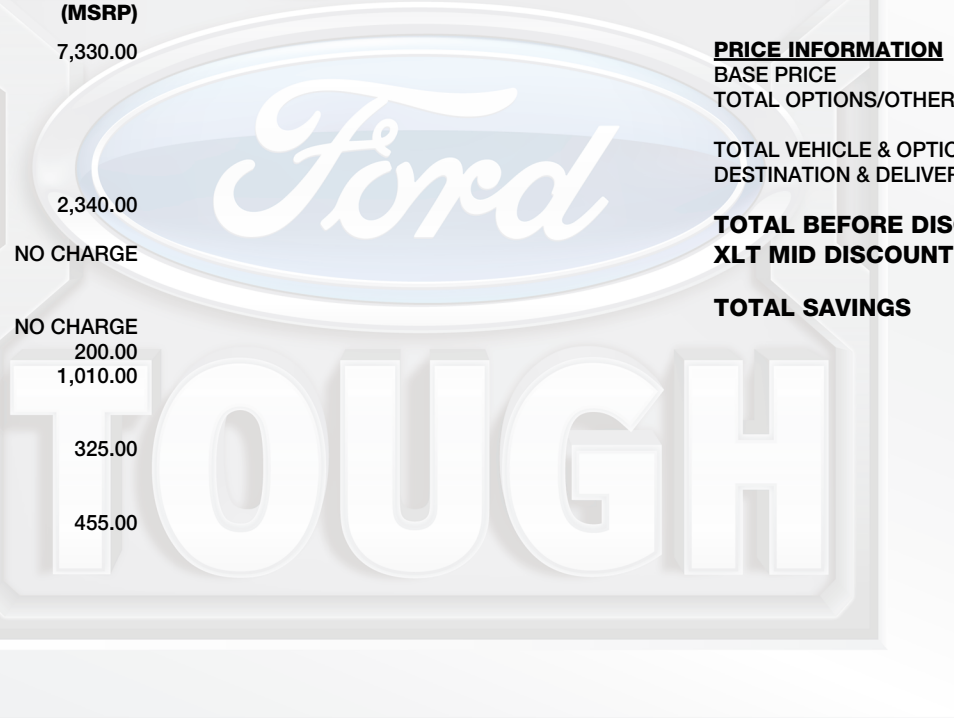 (MSRP)
7,330.00
2,340.00
NO CHARGE
NO CHARGE
200.00
1,010.00
325.00
455.00
PRICE INFORMATION
BASE PRICE
TOTAL OPTIONS/OTHER
TOTAL VEHICLE & OPTIO
DESTINATION & DELIVER
TOTAL BEFORE DISC
XLT MID DISCOUNT
TOTAL SAVINGS
Ford
TOUGH